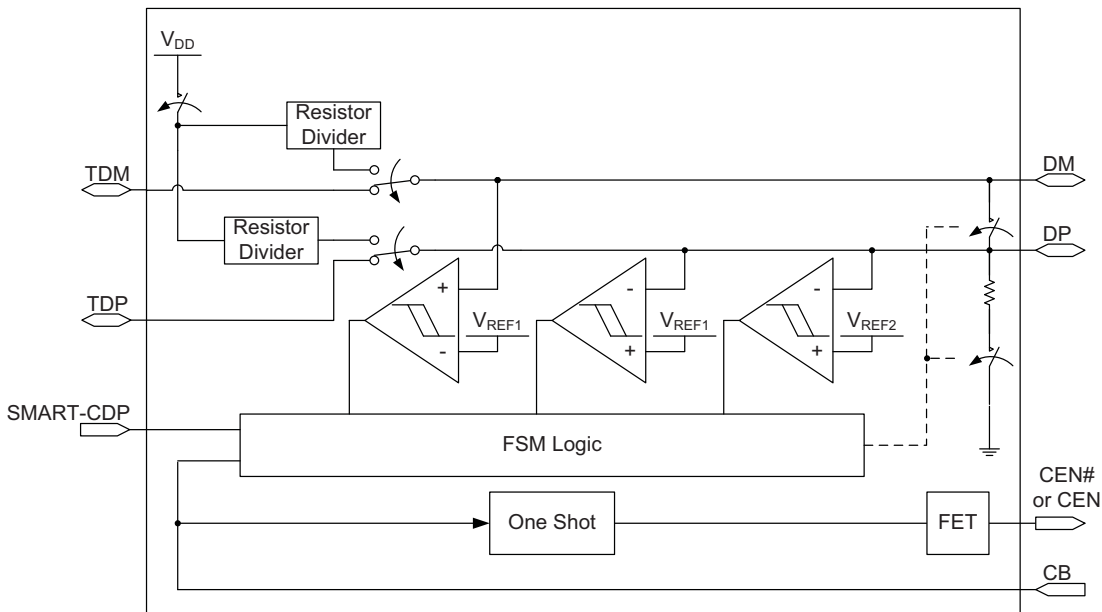 VDD
Resistor
Divider
TDM
DM
Resistor
Divider
DP
TDP
+
-
-
+
-
+
VREF1
VREF1
VREF2
SMART-CDP
FSM Logic
CEN#
or CEN
One Shot
FET
CB